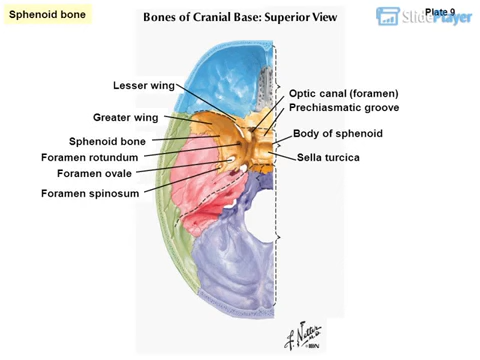 Sphenoid bone
Bones of Cranial Base: Superior View
Plate 9
SlidePlayer
Lesser wing
Greater wing
Sphenoid bone
Foramen rotundum
Foramen ovale
Foramen spinosum
Optic canal (foramen)
Prechiasmatic groove
Body of sphenoid
Sella turcica